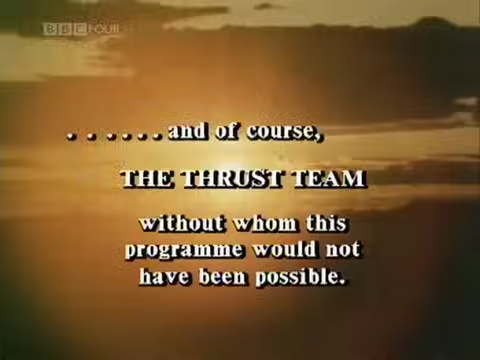 BBC FOUR
. . . . . . and of course,
THE THRUST TEAM
without whom this
programme would not
have been possible.